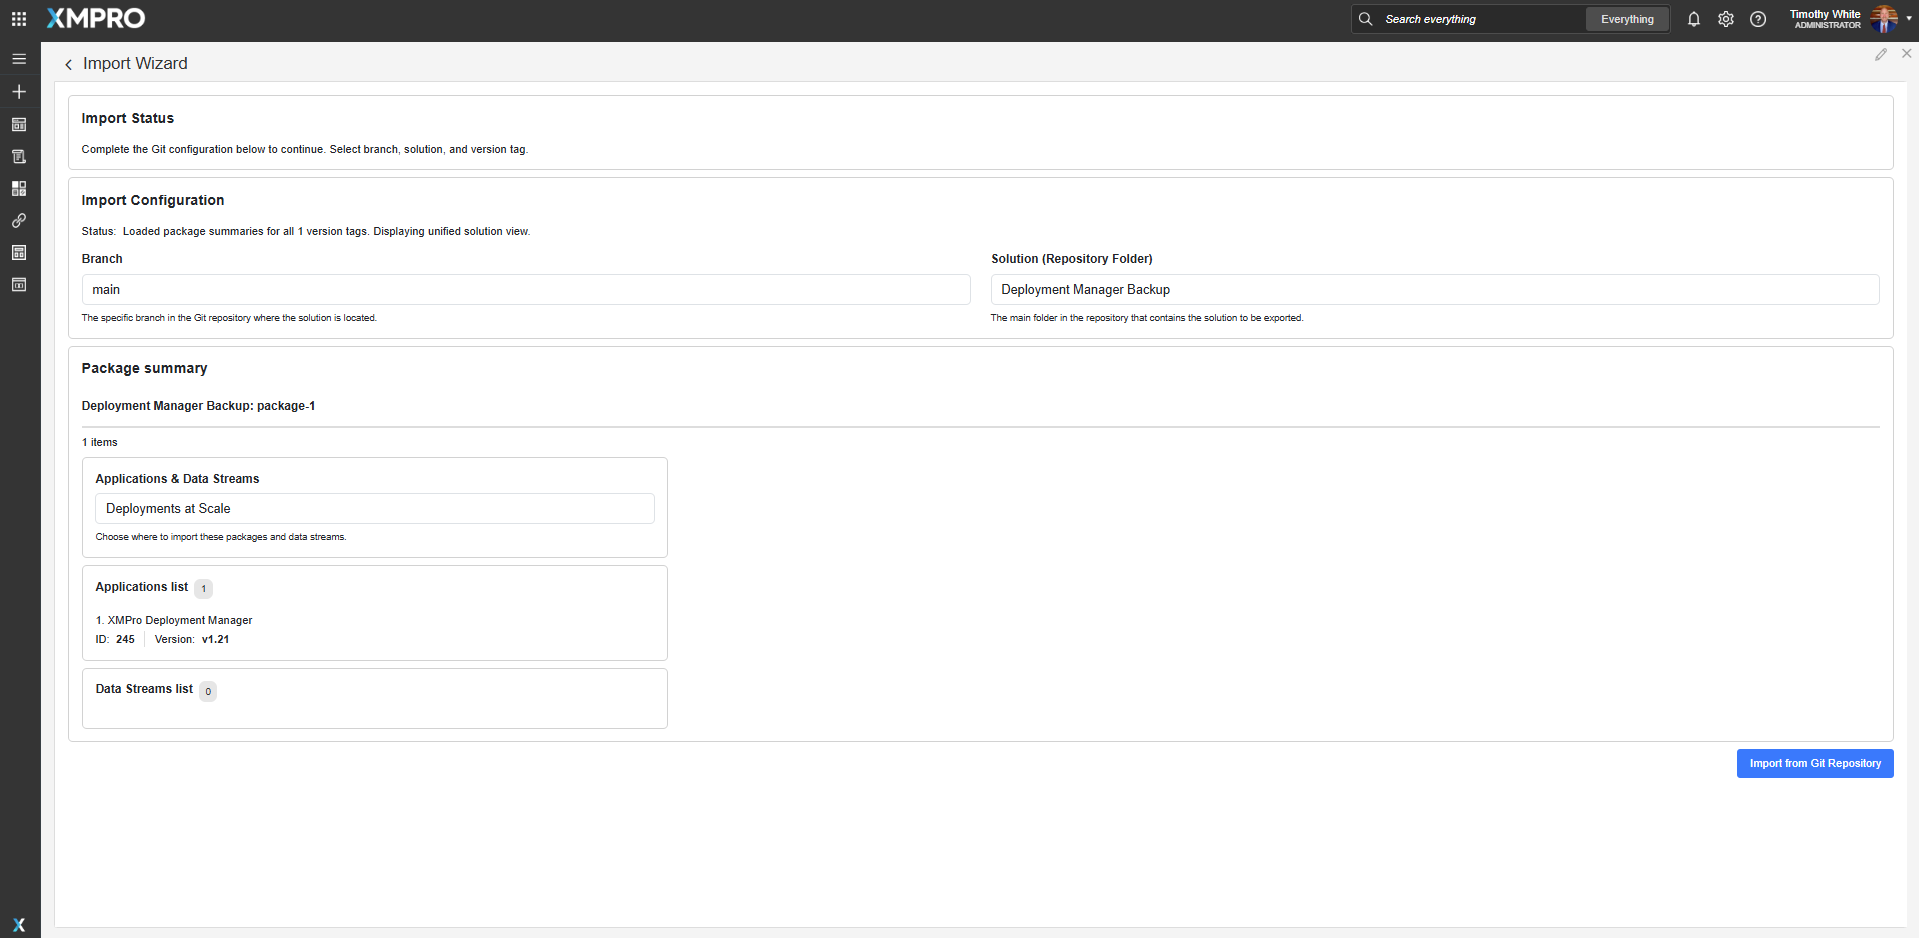 XMPRO
Search everything
Everything
Timothy White
ADMINISTRATOR
Import Wizard
Import Status
Complete the Git configuration below to continue. Select branch, solution, and version tag.
Import Configuration
Status: Loaded package summaries for all 1 version tags. Displaying unified solution view.
Branch
main
The specific branch in the Git repository where the solution is located.
Solution (Repository Folder)
Deployment Manager Backup
The main folder in the repository that contains the solution to be exported.
Package summary
Deployment Manager Backup: package-1
1 items
Applications & Data Streams
Deployments at Scale
Choose where to import these packages and data streams.
Applications list 1
1. XMPro Deployment Manager
ID: 245 Version: v1.21
Data Streams list 0
Import from Git Repository
X